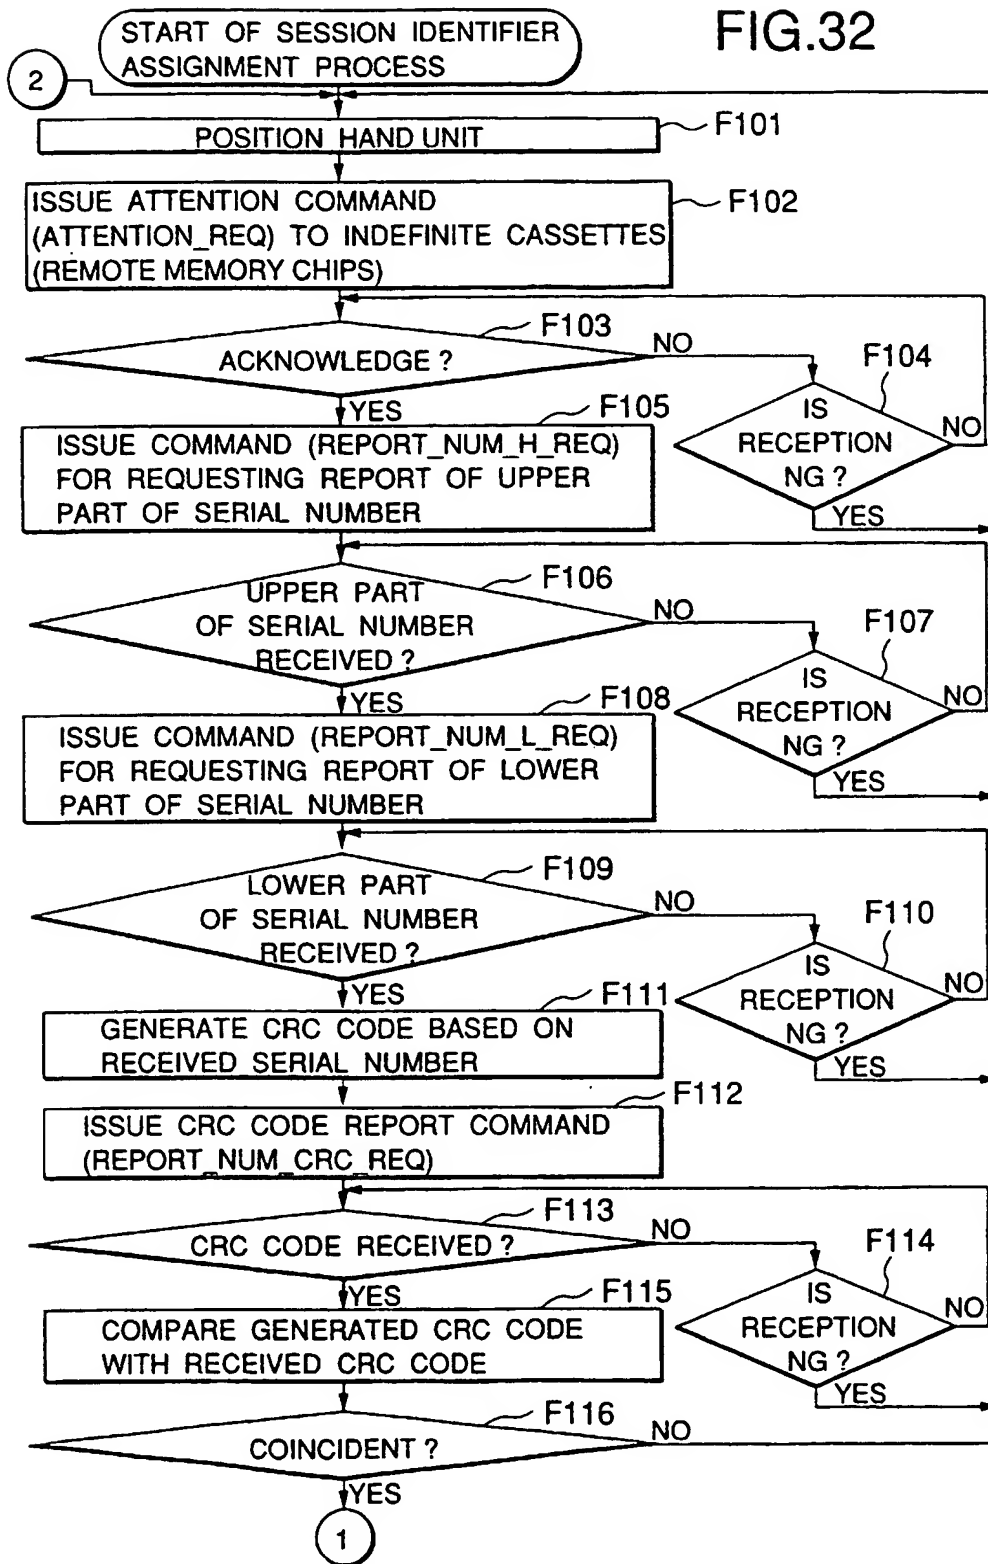 FIG.32
START OF SESSION IDENTIFIER
ASSIGNMENT PROCESS
2
POSITION HAND UNIT
F101
ISSUE ATTENTION COMMAND
(ATTENTION_REQ) TO INDEFINITE CASSETTES
(REMOTE MEMORY CHIPS)
F102
ACKNOWLEDGE ?
F103
NO
YES
IS
RECEPTION
NG ?
F104
NO
YES
F105
ISSUE COMMAND (REPORT_NUM_H_REQ)
FOR REQUESTING REPORT OF UPPER
PART OF SERIAL NUMBER
UPPER PART
OF SERIAL NUMBER
RECEIVED ?
F106
NO
YES
IS
RECEPTION
NG ?
F107
NO
YES
F108
ISSUE COMMAND (REPORT_NUM_L_REQ)
FOR REQUESTING REPORT OF LOWER
PART OF SERIAL NUMBER
LOWER PART
OF SERIAL NUMBER
RECEIVED ?
F109
NO
YES
IS
RECEPTION
NG ?
F110
NO
YES
F111
GENERATE CRC CODE BASED ON
RECEIVED SERIAL NUMBER
F112
ISSUE CRC CODE REPORT COMMAND
(REPORT_NUM_CRC_REQ)
CRC CODE RECEIVED ?
F113
NO
YES
IS
RECEPTION
NG ?
F114
NO
YES
F115
COMPARE GENERATED CRC CODE
WITH RECEIVED CRC CODE
COINCIDENT ?
F116
NO
YES
1